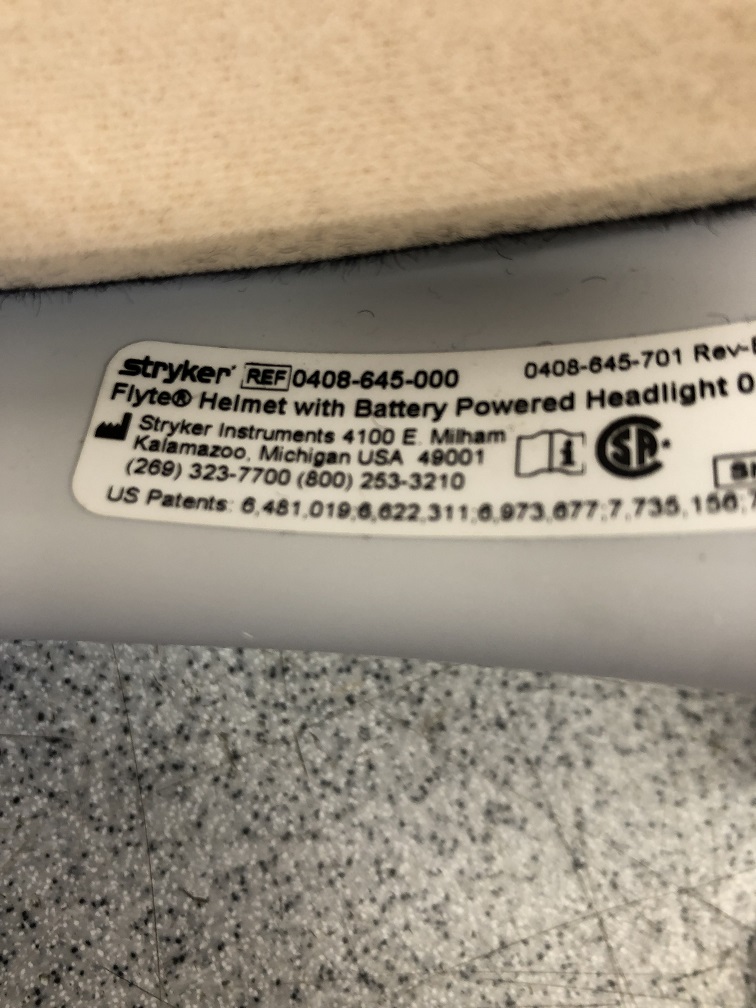 stryker REF 0408-645-000
0408-645-701 Rev-
Flyte® Helmet with Battery Powered Headlight 0
Stryker Instruments 4100 E. Milham
Kalamazoo, Michigan USA 49001
(269) 323-7700 (800) 253-3210
US Patents: 6,481,019;6,622,311;6,973,677;7,735,156;